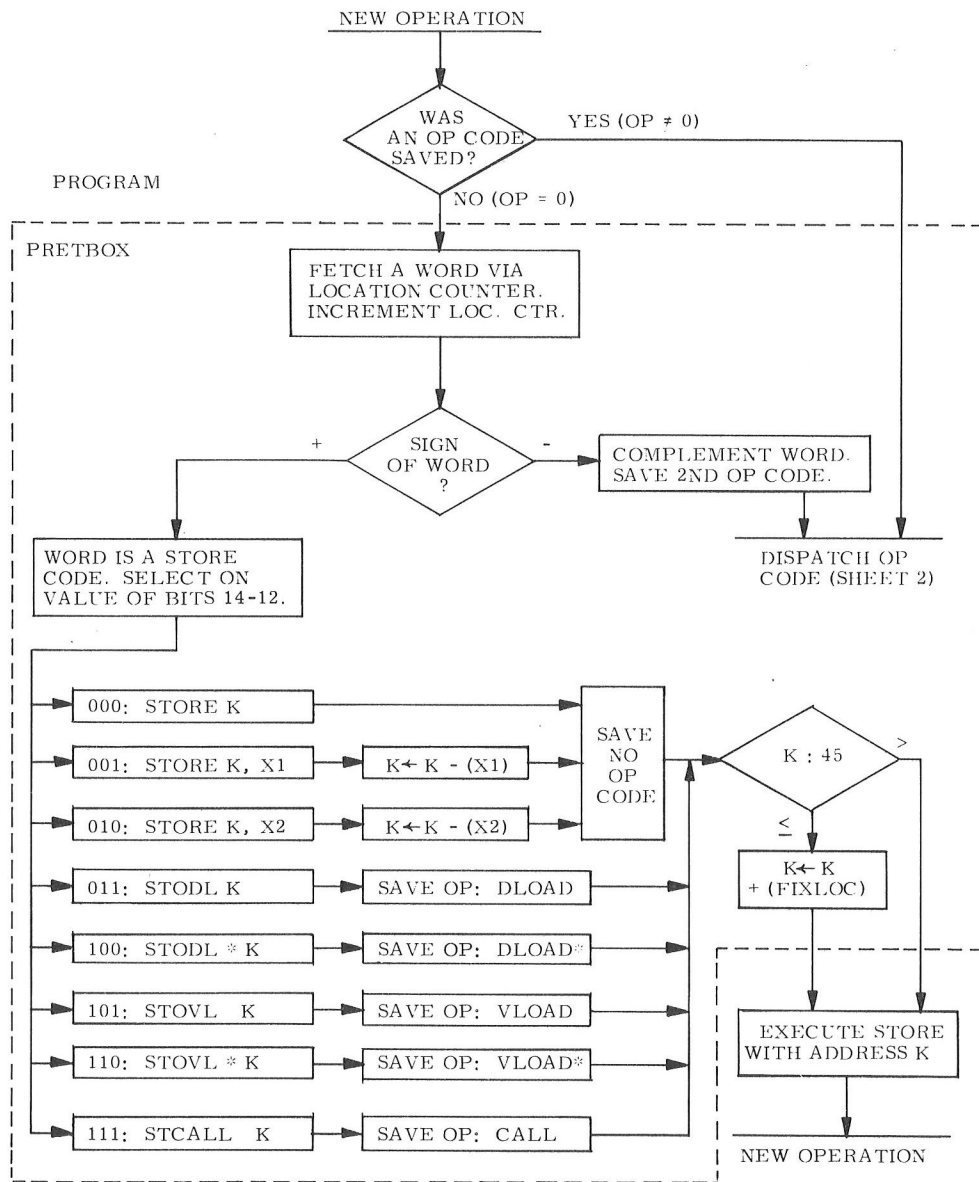 NEW OPERATION
WAS
AN OP CODE
SAVED?
YES (OP ≠ 0)
NO (OP = 0)
PROGRAM
PRETBOX
FETCH A WORD VIA
LOCATION COUNTER.
INCREMENT LOC. CTR.
+
SIGN
OF WORD
?
-
COMPLEMENT WORD.
SAVE 2ND OP CODE.
DISPATCH OP
CODE (SHEET 2)
WORD IS A STORE
CODE. SELECT ON
VALUE OF BITS 14-12.
000: STORE K
001: STORE K, X1
K← K - (X1)
010: STORE K, X2
K← K - (X2)
SAVE
NO
OP
CODE
011: STODL K
SAVE OP: DLOAD
100: STODL * K
SAVE OP: DLOAD*
101: STOVL K
SAVE OP: VLOAD
110: STOVL * K
SAVE OP: VLOAD*
111: STCALL K
SAVE OP: CALL
K : 45
>
≤
K← K
+ (FIXLOC)
EXECUTE STORE
WITH ADDRESS K
NEW OPERATION